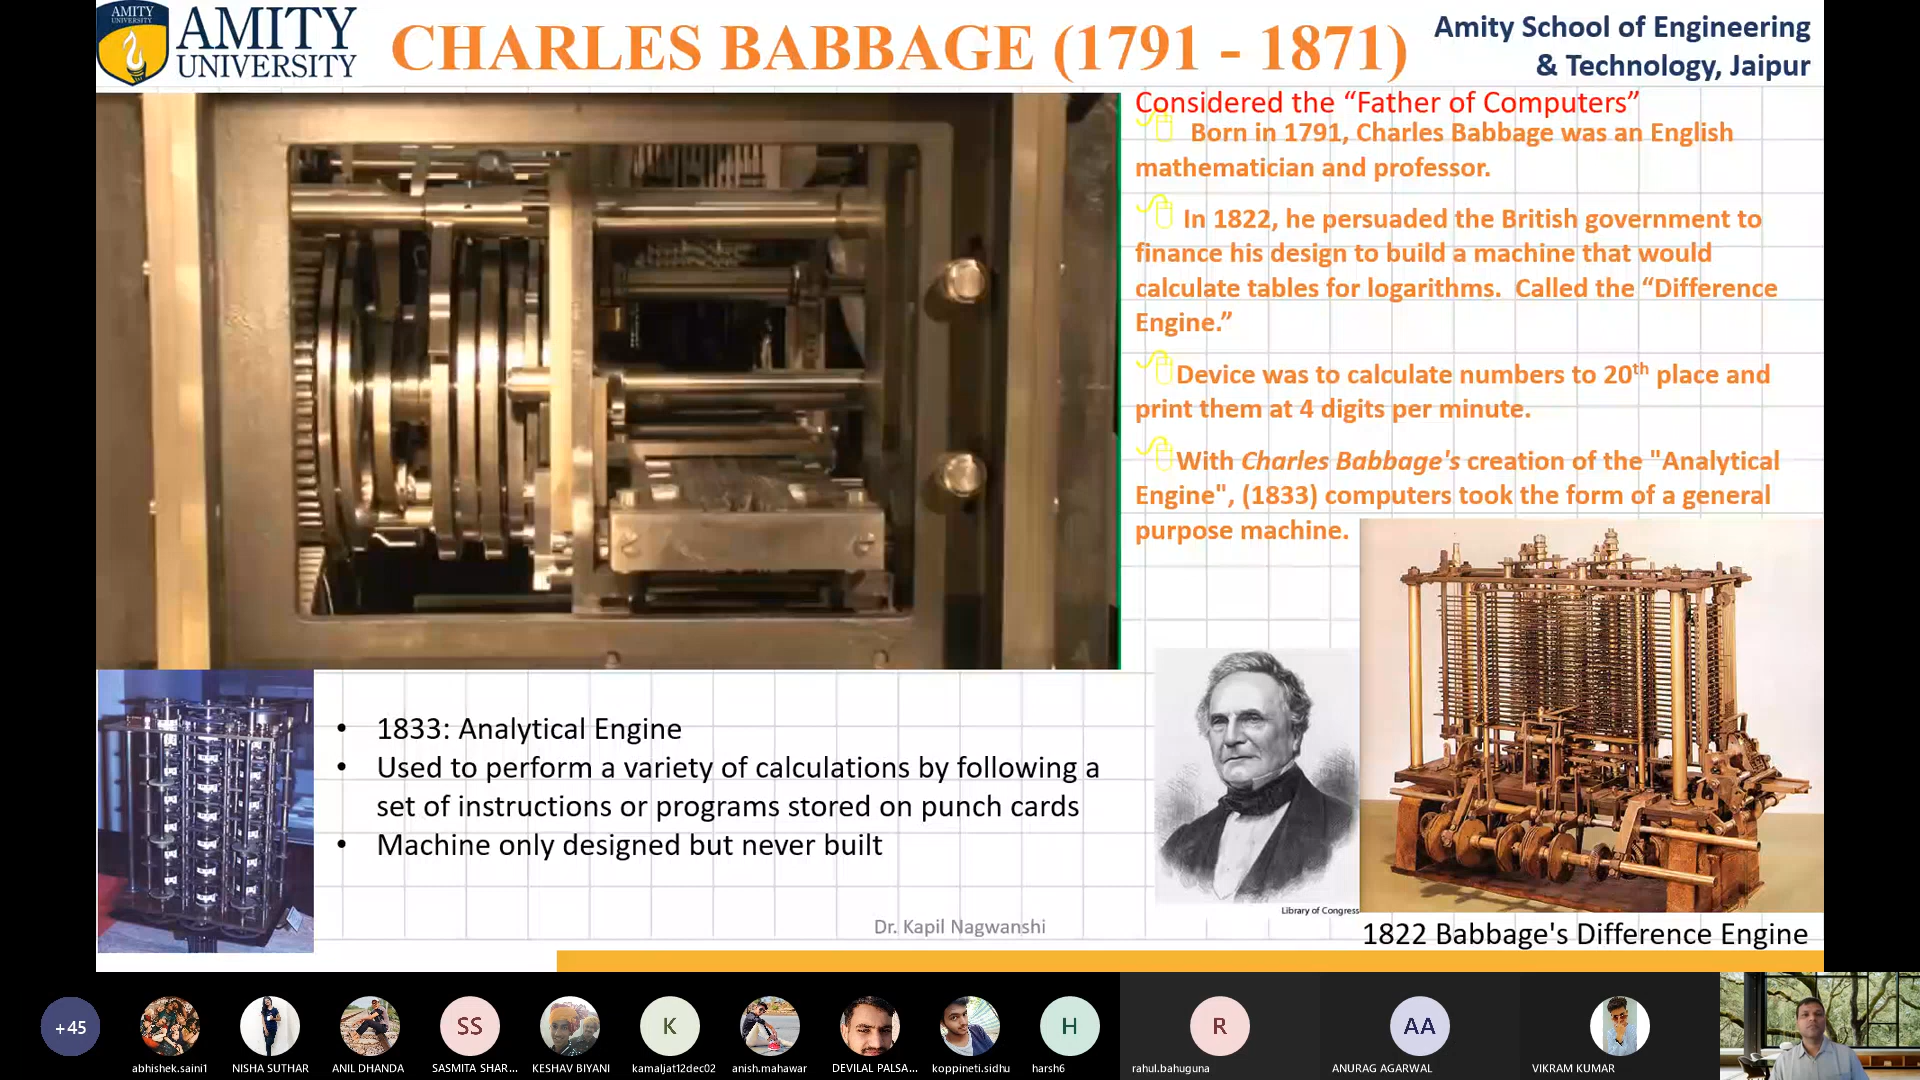 AMITY
UNIVERSITY
AMITY
UNIVERSITY
CHARLES BABBAGE (1791 - 1871)
Amity School of Engineering
& Technology, Jaipur
Considered the “Father of Computers”
Born in 1791, Charles Babbage was an English
mathematician and professor.
In 1822, he persuaded the British government to
finance his design to build a machine that would
calculate tables for logarithms.  Called the “Difference
Engine.”
Device was to calculate numbers to 20th place and
print them at 4 digits per minute.
With Charles Babbage's creation of the "Analytical
Engine", (1833) computers took the form of a general
purpose machine.
• 1833: Analytical Engine
• Used to perform a variety of calculations by following a
set of instructions or programs stored on punch cards
• Machine only designed but never built
Library of Congress
Dr. Kapil Nagwanshi
1822 Babbage's Difference Engine
+45
SS
K
H
R
AA
abhishek.saini1
NISHA SUTHAR
ANIL DHANDA
SASMITA SHAR...
KESHAV BIYANI
kamaljat12dec02
anish.mahawar
DEVILAL PALSA...
koppineti.sidhu
harsh6
rahul.bahuguna
ANURAG AGARWAL
VIKRAM KUMAR